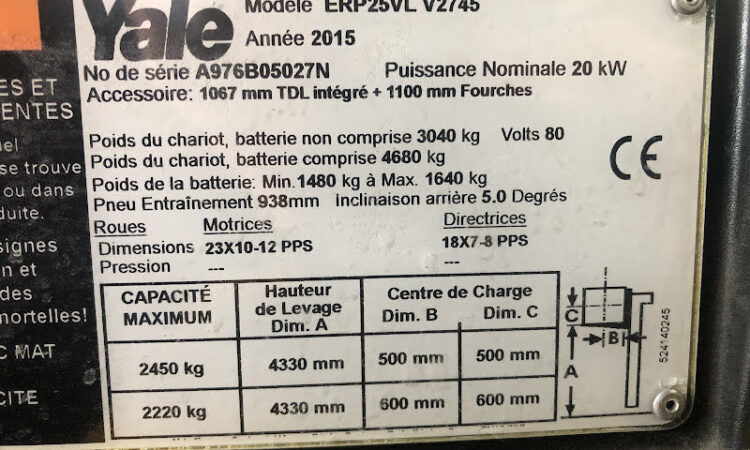 Yale
Modèle ERP25VL V2745
Année 2015
No de série A976B05027N Puissance Nominale 20 kW
Accessoire: 1067 mm TDL intégré + 1100 mm Fourches
Poids du chariot, batterie non comprise 3040 kg Volts 80
Poids du chariot, batterie comprise 4680 kg
Poids de la batterie: Min.1480 kg à Max. 1640 kg
Pneu Entraînement 938mm Inclinaison arrière 5.0 Degrés
Roues Motrices Directrices
Dimensions 23X10-12 PPS 18X7-8 PPS
Pression --- ---
CAPACITÉ MAXIMUM
Hauteur de Levage Dim. A
Centre de Charge
Dim. B Dim. C
2450 kg 4330 mm 500 mm 500 mm
2220 kg 4330 mm 600 mm 600 mm
CE
C
B
A
524140245
ES ET
ENTES
el
se trouve
ou dans
duite.
signes
n et
des
nortelles!
C MAT
CITE